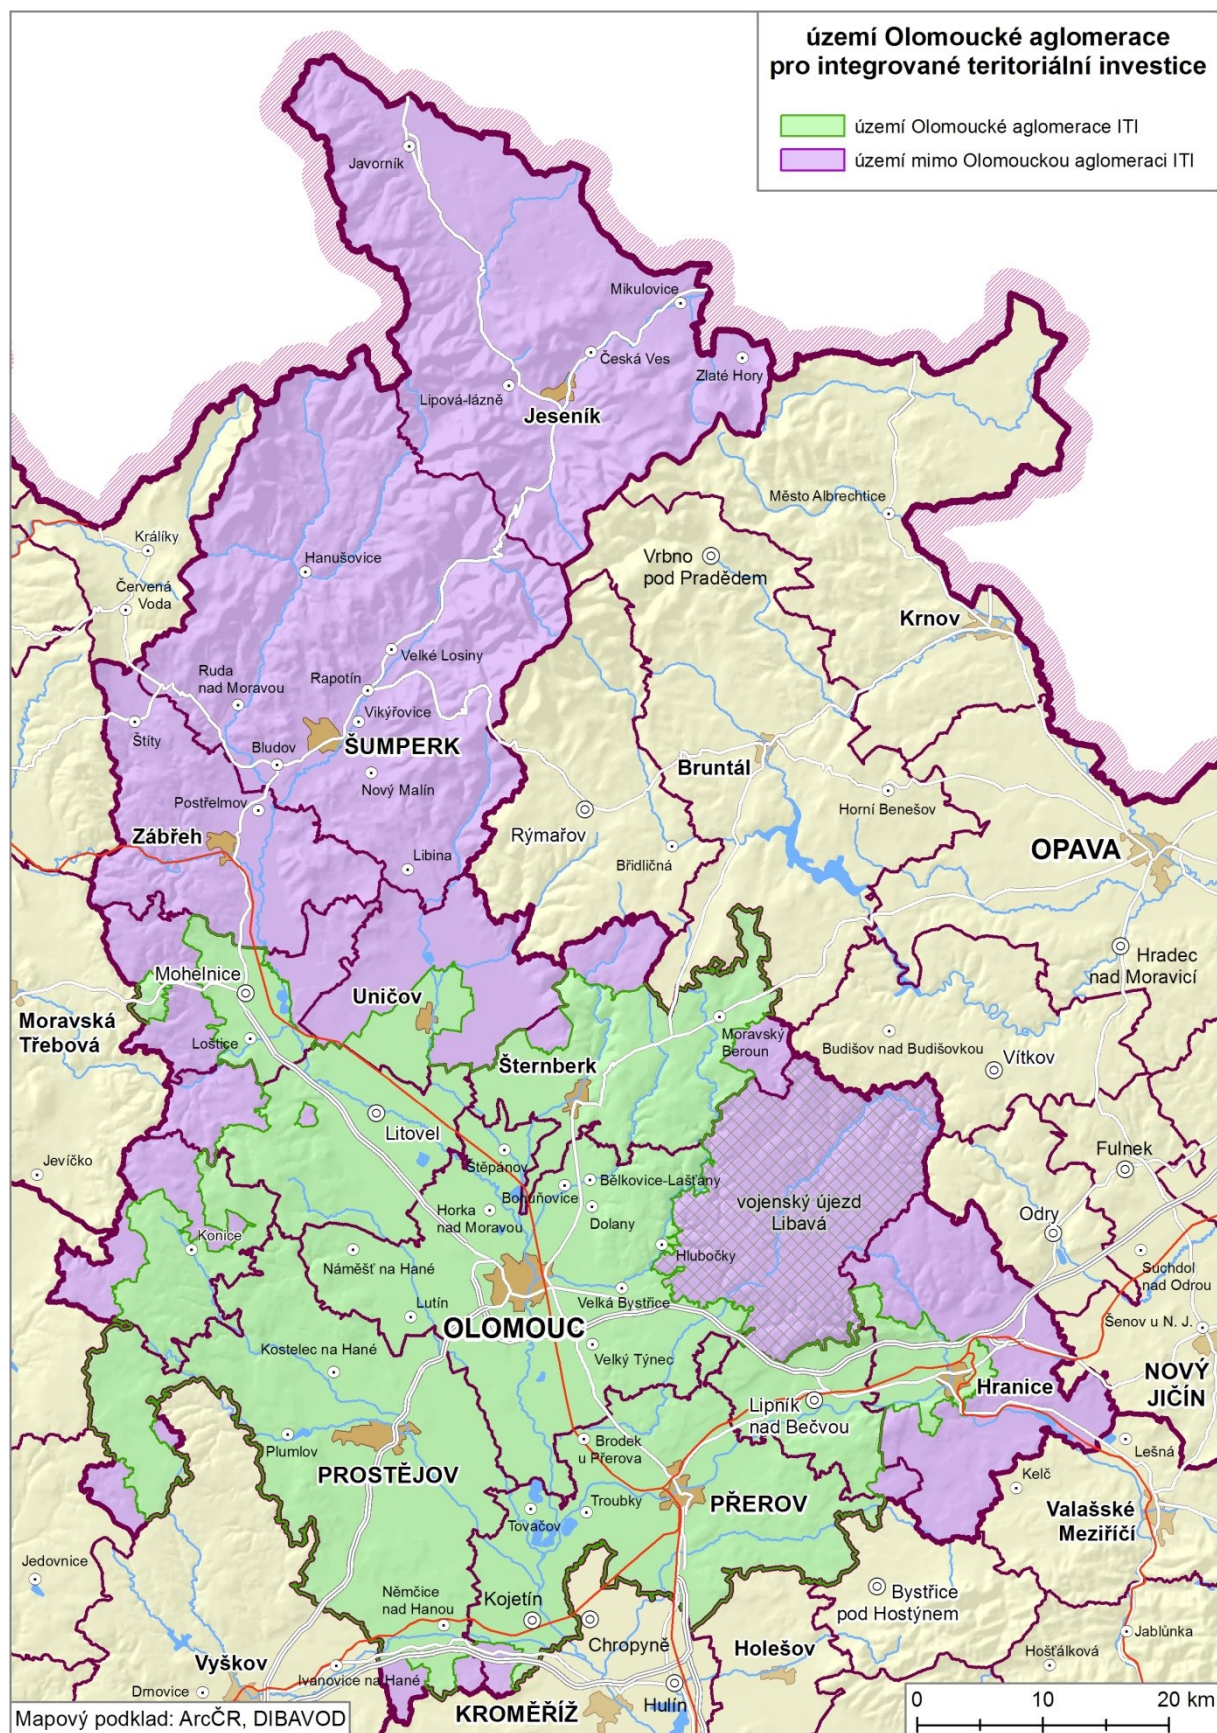 území Olomoucké aglomerace
pro integrované teritoriální investice
území Olomoucké aglomerace ITI
území mimo Olomouckou aglomeraci ITI
Javorník
Mikulovice
Česká Ves
Zlaté Hory
Lipová-lázně
Jeseník
Město Albrechtice
Králíky
Hanušovice
Vrbno
pod Pradědem
Červená
Voda
Krnov
Velké Losiny
Ruda
nad Moravou
Rapotín
Vikýřovice
Štíty
ŠUMPERK
Bludov
Bruntál
Nový Malín
Postřelmov
Horní Benešov
Rýmařov
Zábřeh
OPAVA
Libina
Břidličná
Hradec
nad Moravicí
Mohelnice
Uničov
Moravská
Třebová
Loštice
Moravský
Beroun
Budišov nad Budišovkou
Vítkov
Šternberk
Litovel
Fulnek
Jevíčko
Štěpánov
Bohuňovice
Bělkovice-Lašťany
vojenský újezd
Libavá
Horka
nad Moravou
Dolany
Odry
Konice
Náměšť na Hané
Hlubočky
Suchdol
nad Odrou
Lutín
Velká Bystřice
OLOMOUC
Šenov u N. J.
Kostelec na Hané
Velký Týnec
NOVÝ
JIČÍN
Hranice
Lipník
nad Bečvou
Plumlov
Brodek
u Přerova
Lešná
PROSTĚJOV
Kelč
Troubky
PŘEROV
Tovačov
Valašské
Meziříčí
Jedovnice
Němčice
nad Hanou
Kojetín
Bystřice
pod Hostýnem
Chropyně
Holešov
Jablůnka
Hošťálková
Vyškov
Ivanovice na Hané
Drnovice
Hulín
KROMĚŘÍŽ
0 10 20 km
Mapový podklad: ArcČR, DIBAVOD